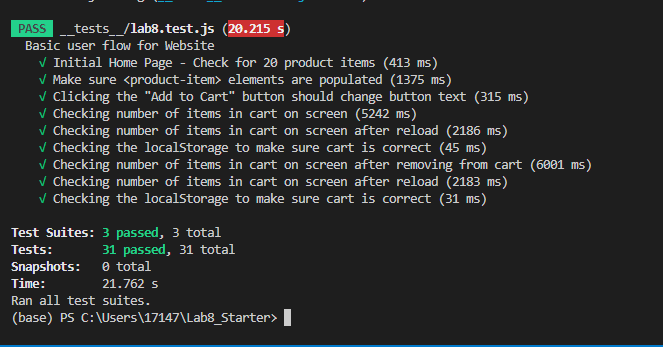 PASS __tests__/lab8.test.js (20.215 s)
Basic user flow for Website
√ Initial Home Page - Check for 20 product items (413 ms)
√ Make sure <product-item> elements are populated (1375 ms)
√ Clicking the "Add to Cart" button should change button text (315 ms)
√ Checking number of items in cart on screen (5242 ms)
√ Checking number of items in cart on screen after reload (2186 ms)
√ Checking the localStorage to make sure cart is correct (45 ms)
√ Checking number of items in cart on screen after removing from cart (6001 ms)
√ Checking number of items in cart on screen after reload (2183 ms)
√ Checking the localStorage to make sure cart is correct (31 ms)
Test Suites: 3 passed, 3 total
Tests: 31 passed, 31 total
Snapshots: 0 total
Time: 21.762 s
Ran all test suites.
(base) PS C:\Users\17147\Lab8_Starter>